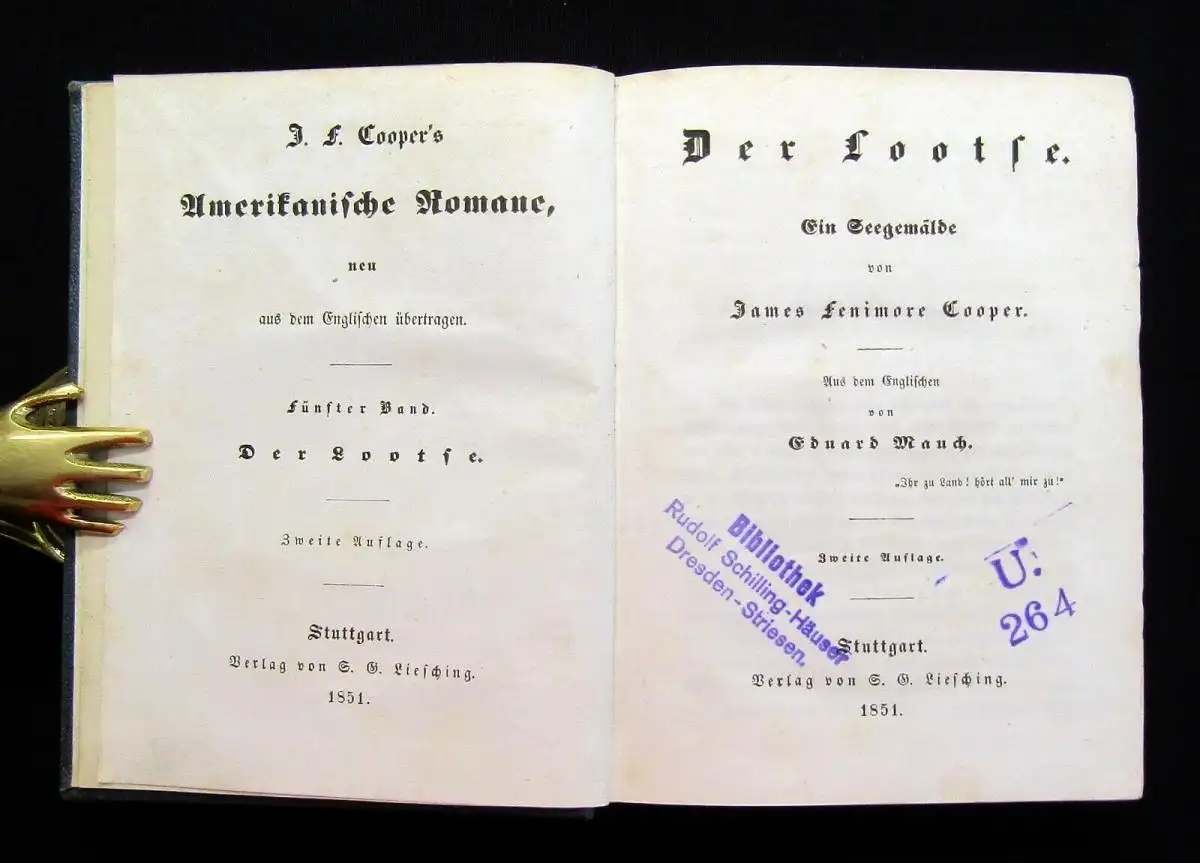 J. F. Cooper's
Amerikanische Romane,
neu
aus dem Englischen übertragen.
Fünfter Band.
Der Lootse.
Zweite Auflage.
Stuttgart.
Verlag von S. G. Liesching.
1851.
Der Lootse.
Ein Seegemälde
von
James Fenimore Cooper.
Aus dem Englischen
von
Eduard Mauch.
„Ihr zu Land! hört all' mir zu!“
Zweite Auflage.
Bibliothek
Rudolf Schilling-Häuser
Dresden-Striesen.
U:
264
Stuttgart.
Verlag von S. G. Liesching.
1851.